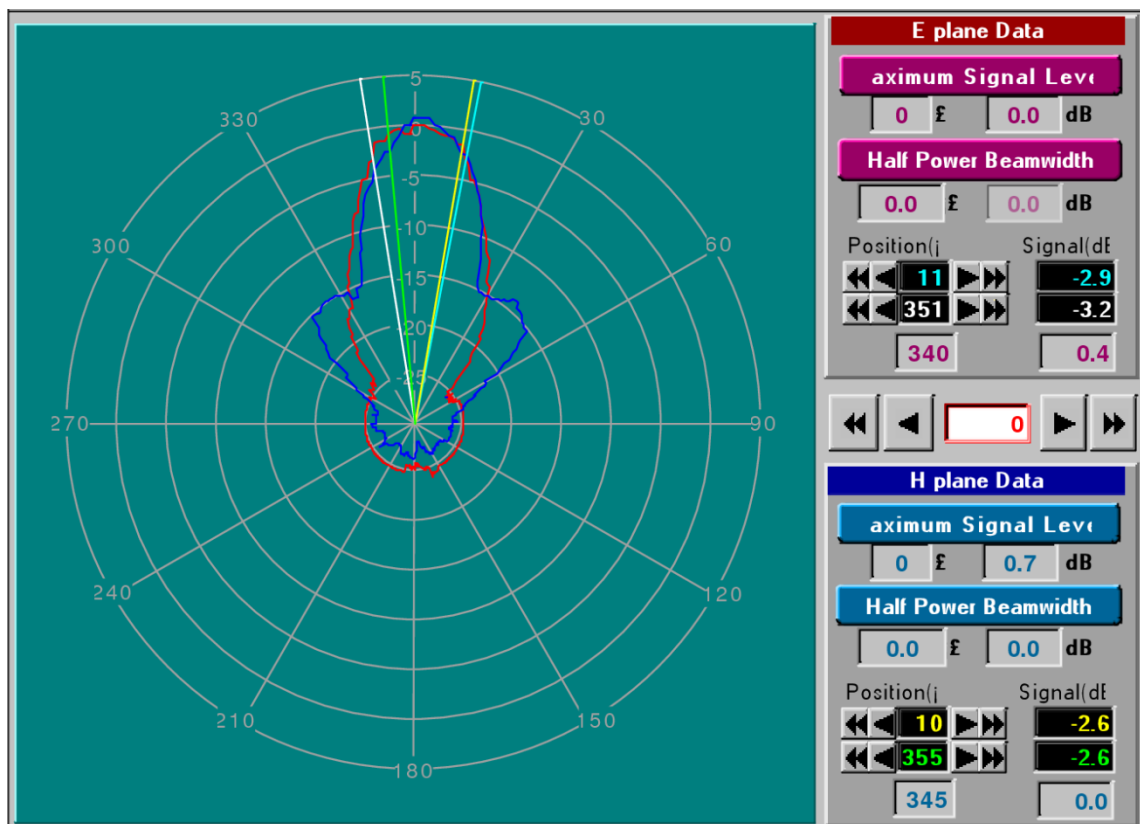 5
0
-5
-10
-15
-20
-25
30
60
90
120
150
180
210
240
270
300
330
E plane Data
aximum Signal Leve
0 £ 0.0 dB
Half Power Beamwidth
0.0 £ 0.0 dB
Position(¡ Signal(dE
11 -2.9
351 -3.2
340 0.4
0
H plane Data
aximum Signal Leve
0 £ 0.7 dB
Half Power Beamwidth
0.0 £ 0.0 dB
Position(¡ Signal(dE
10 -2.6
355 -2.6
345 0.0